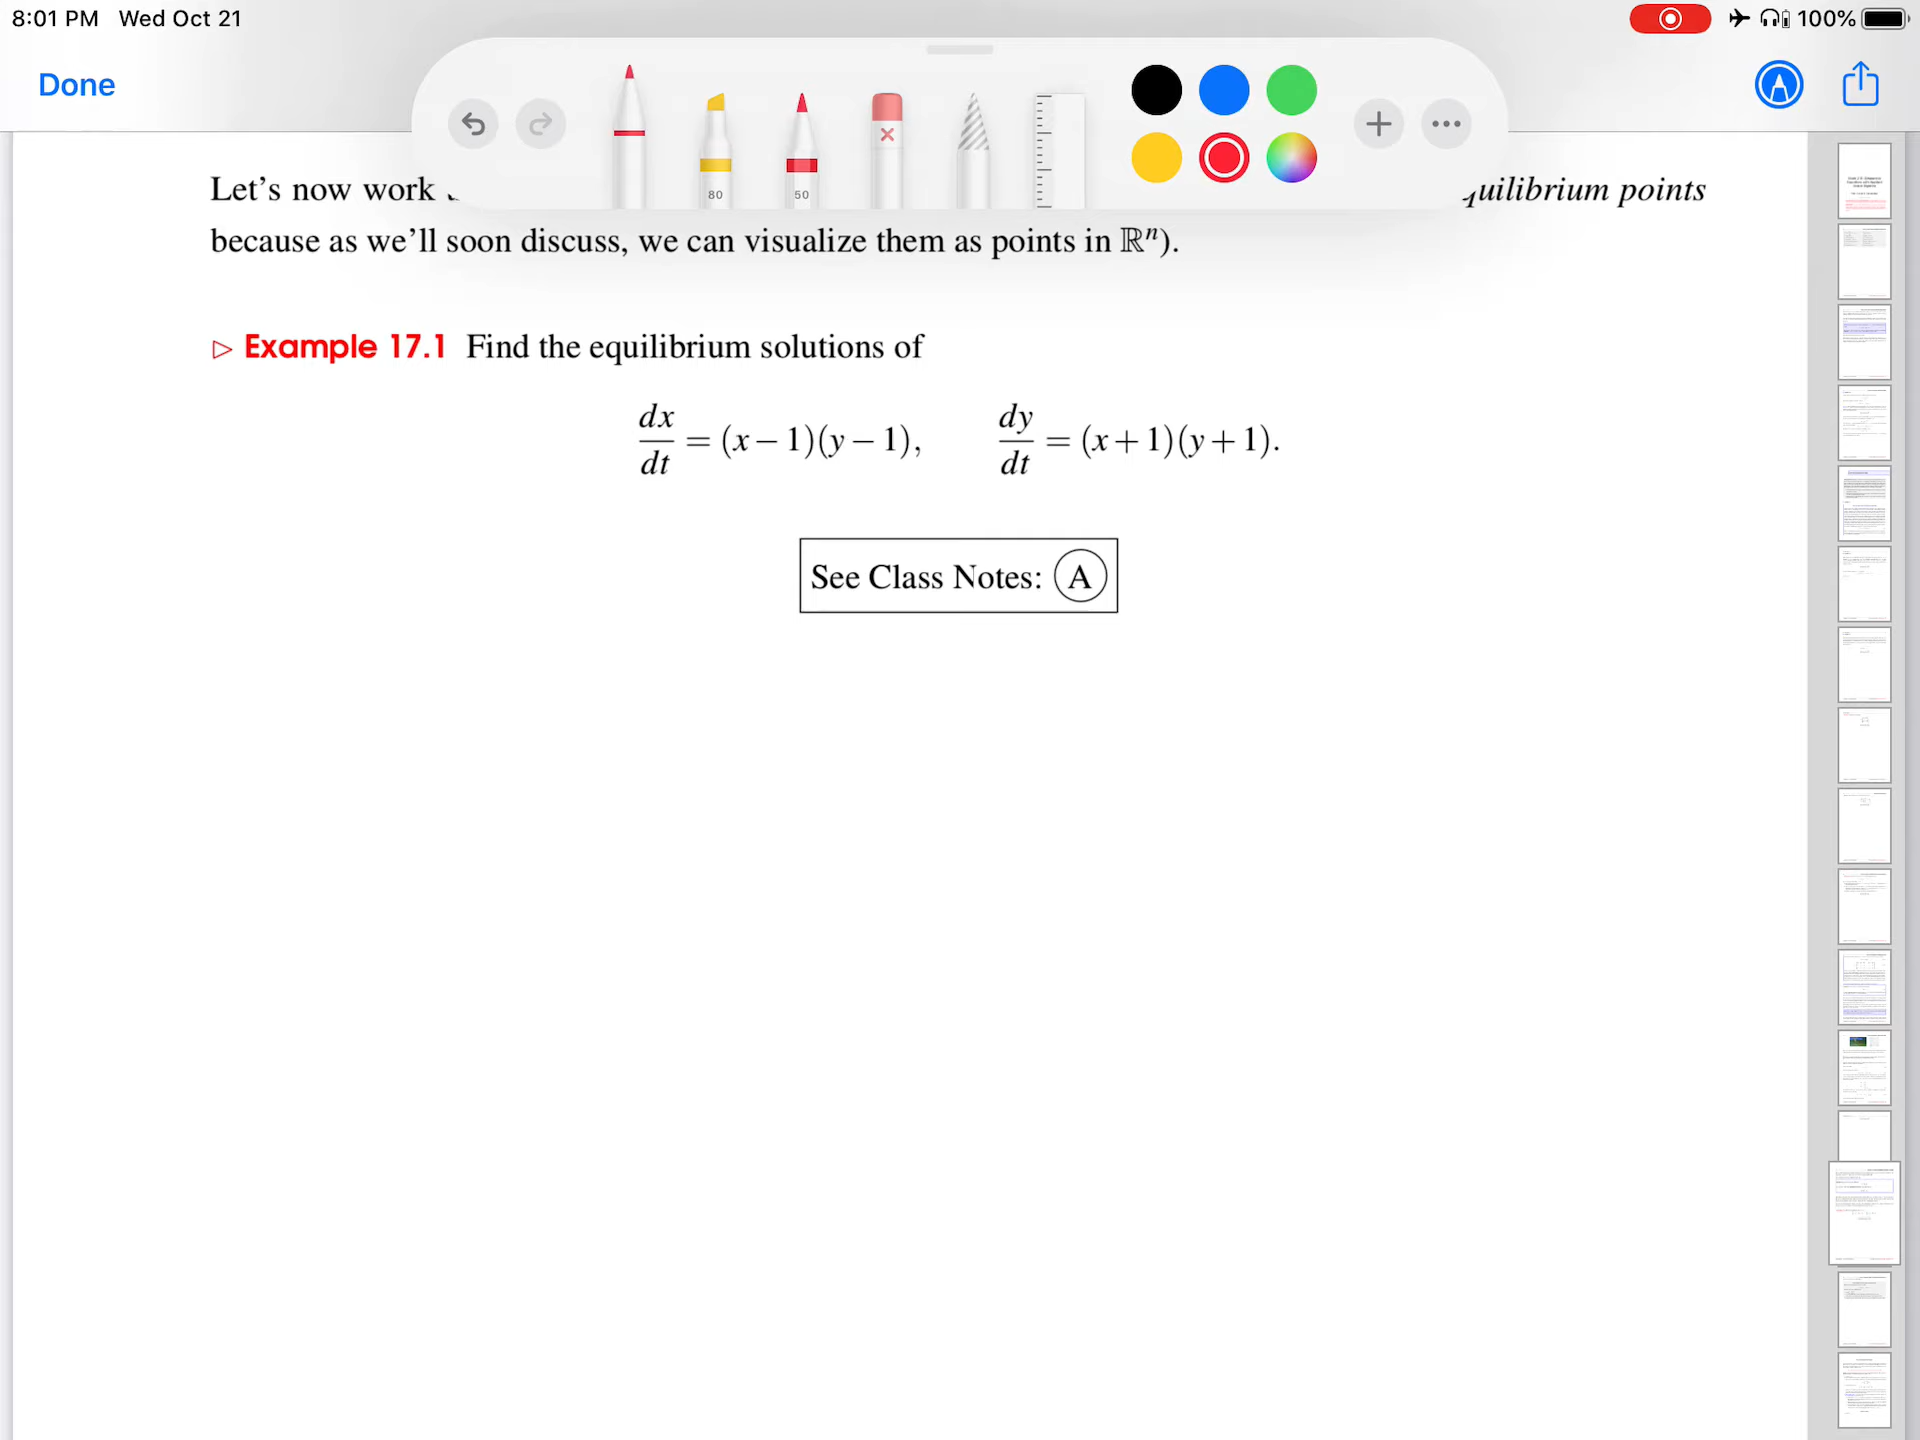 8:01 PM Wed Oct 21
100%
Done
80
50
Let's now work
equilibrium points
because as we'll soon discuss, we can visualize them as points in ℝⁿ).
▷ Example 17.1 Find the equilibrium solutions of
dx/dt = (x − 1)(y − 1), dy/dt = (x + 1)(y + 1).
See Class Notes: Ⓐ